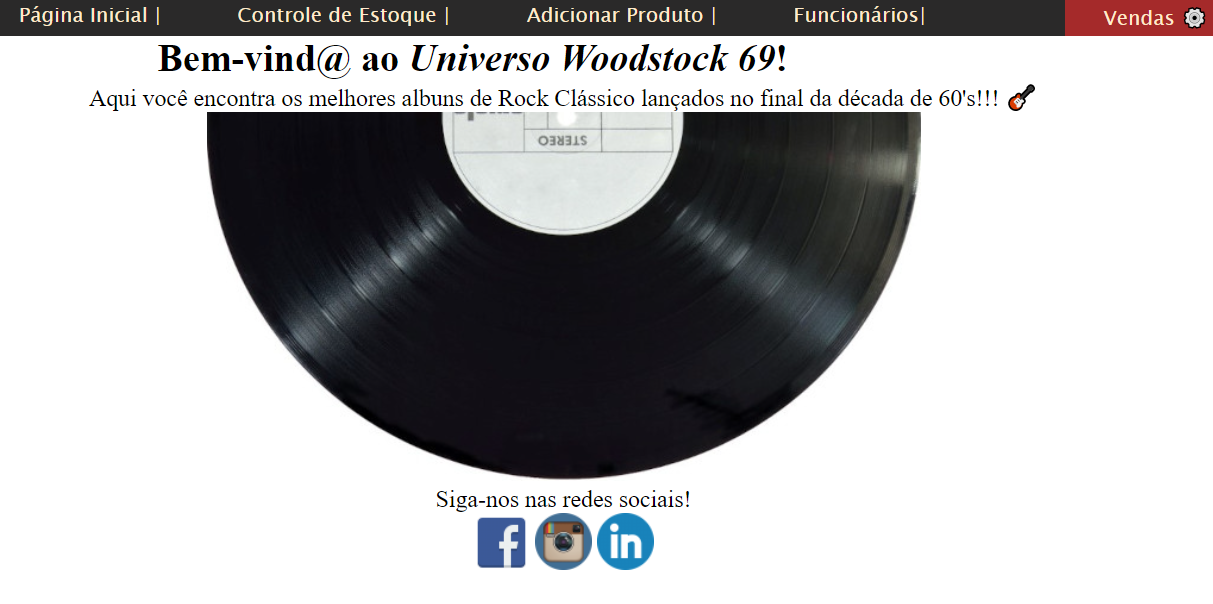 Página Inicial | Controle de Estoque | Adicionar Produto | Funcionários| Vendas
Bem-vind@ ao Universo Woodstock 69!
Aqui você encontra os melhores albuns de Rock Clássico lançados no final da década de 60's!!!
STEREO
Siga-nos nas redes sociais!
f
in